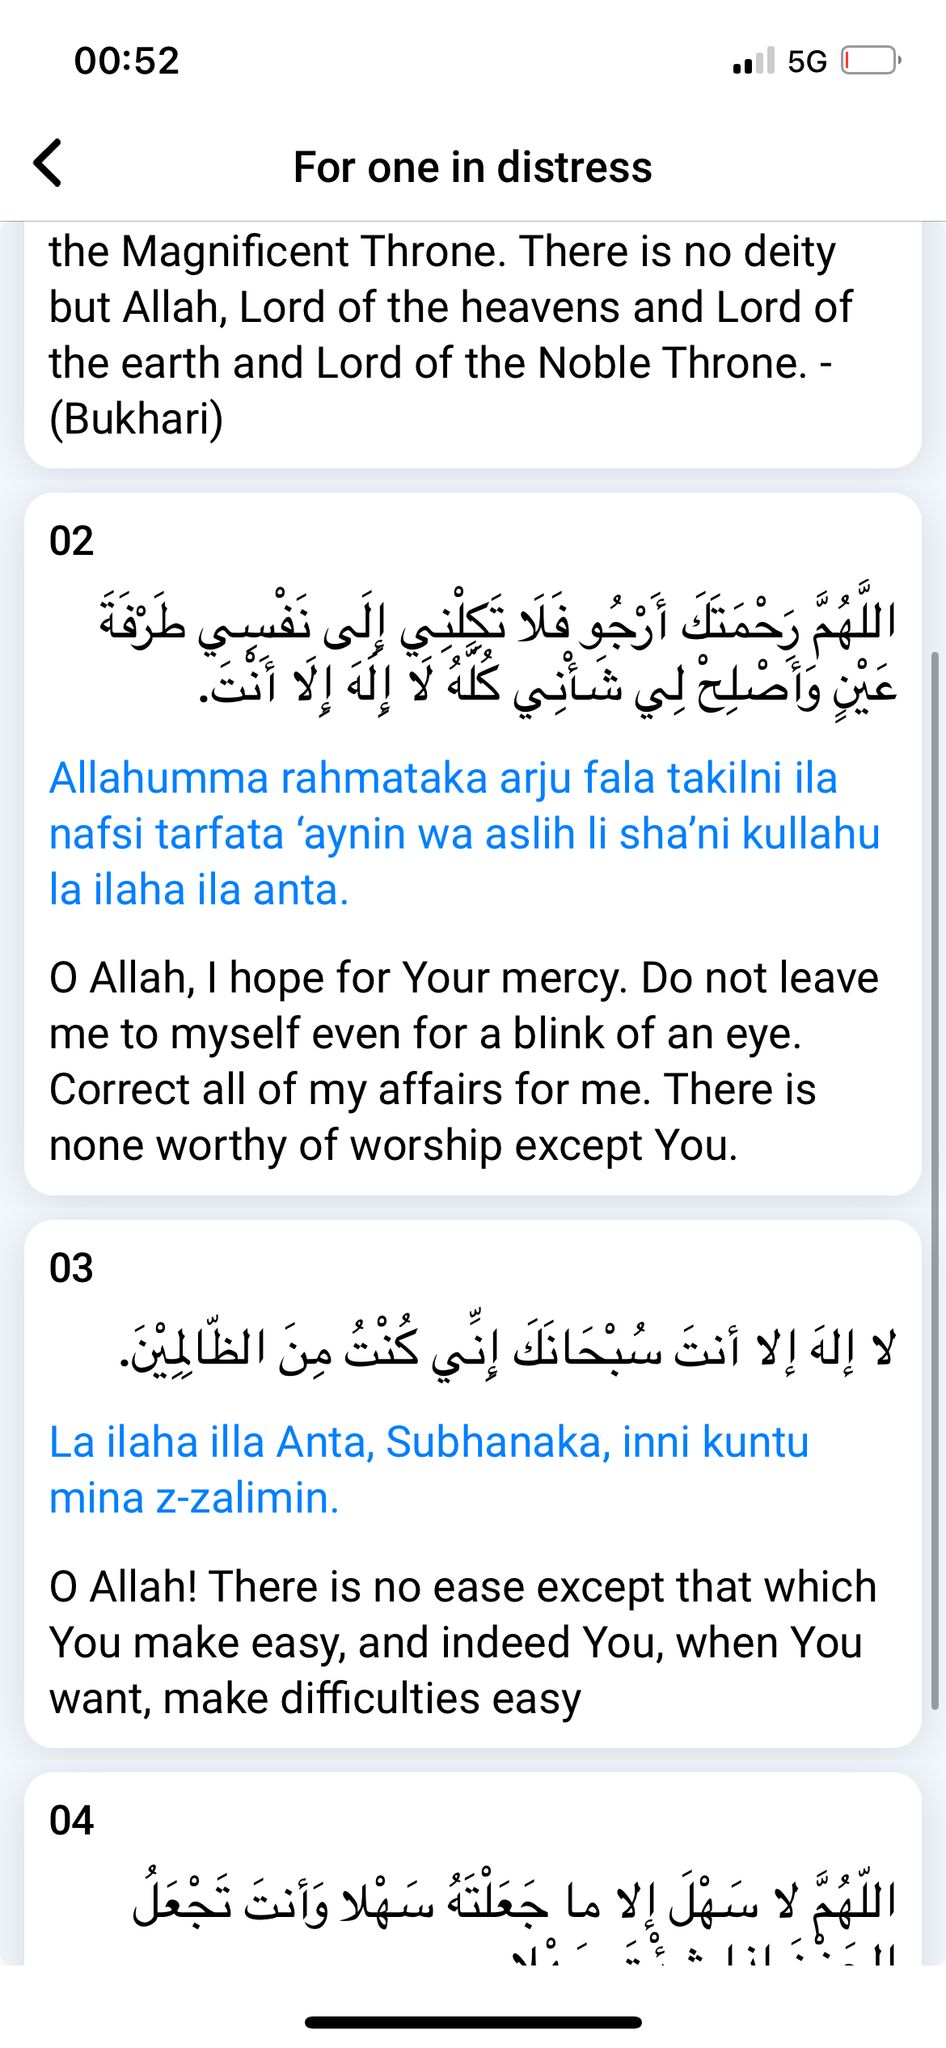 00:52
5G
For one in distress
the Magnificent Throne. There is no deity
but Allah, Lord of the heavens and Lord of
the earth and Lord of the Noble Throne. -
(Bukhari)
02
اللَّهُمَّ رَحْمَتَكَ أَرْجُو فَلَا تَكِلْنِي إِلَى نَفْسِي طَرْفَةَ
عَيْنٍ وَأَصْلِحْ لِي شَأْنِي كُلَّهُ لَا إِلَهَ إِلَا أَنْتَ.
Allahumma rahmataka arju fala takilni ila
nafsi tarfata ‘aynin wa aslih li sha’ni kullahu
la ilaha ila anta.
O Allah, I hope for Your mercy. Do not leave
me to myself even for a blink of an eye.
Correct all of my affairs for me. There is
none worthy of worship except You.
03
لا إلهَ إلا أنتَ سُبْحَانَكَ إِنِّي كُنْتُ مِنَ الظّالِمِيْنَ.
La ilaha illa Anta, Subhanaka, inni kuntu
mina z-zalimin.
O Allah! There is no ease except that which
You make easy, and indeed You, when You
want, make difficulties easy
04
اللّهُمَّ لا سَهْلَ إلا ما جَعَلْتَهُ سَهْلا وَأنتَ تَجْعَلُ